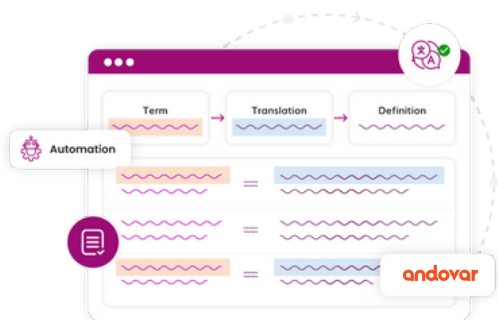 Term
Translation
Definition
Automation
andovar